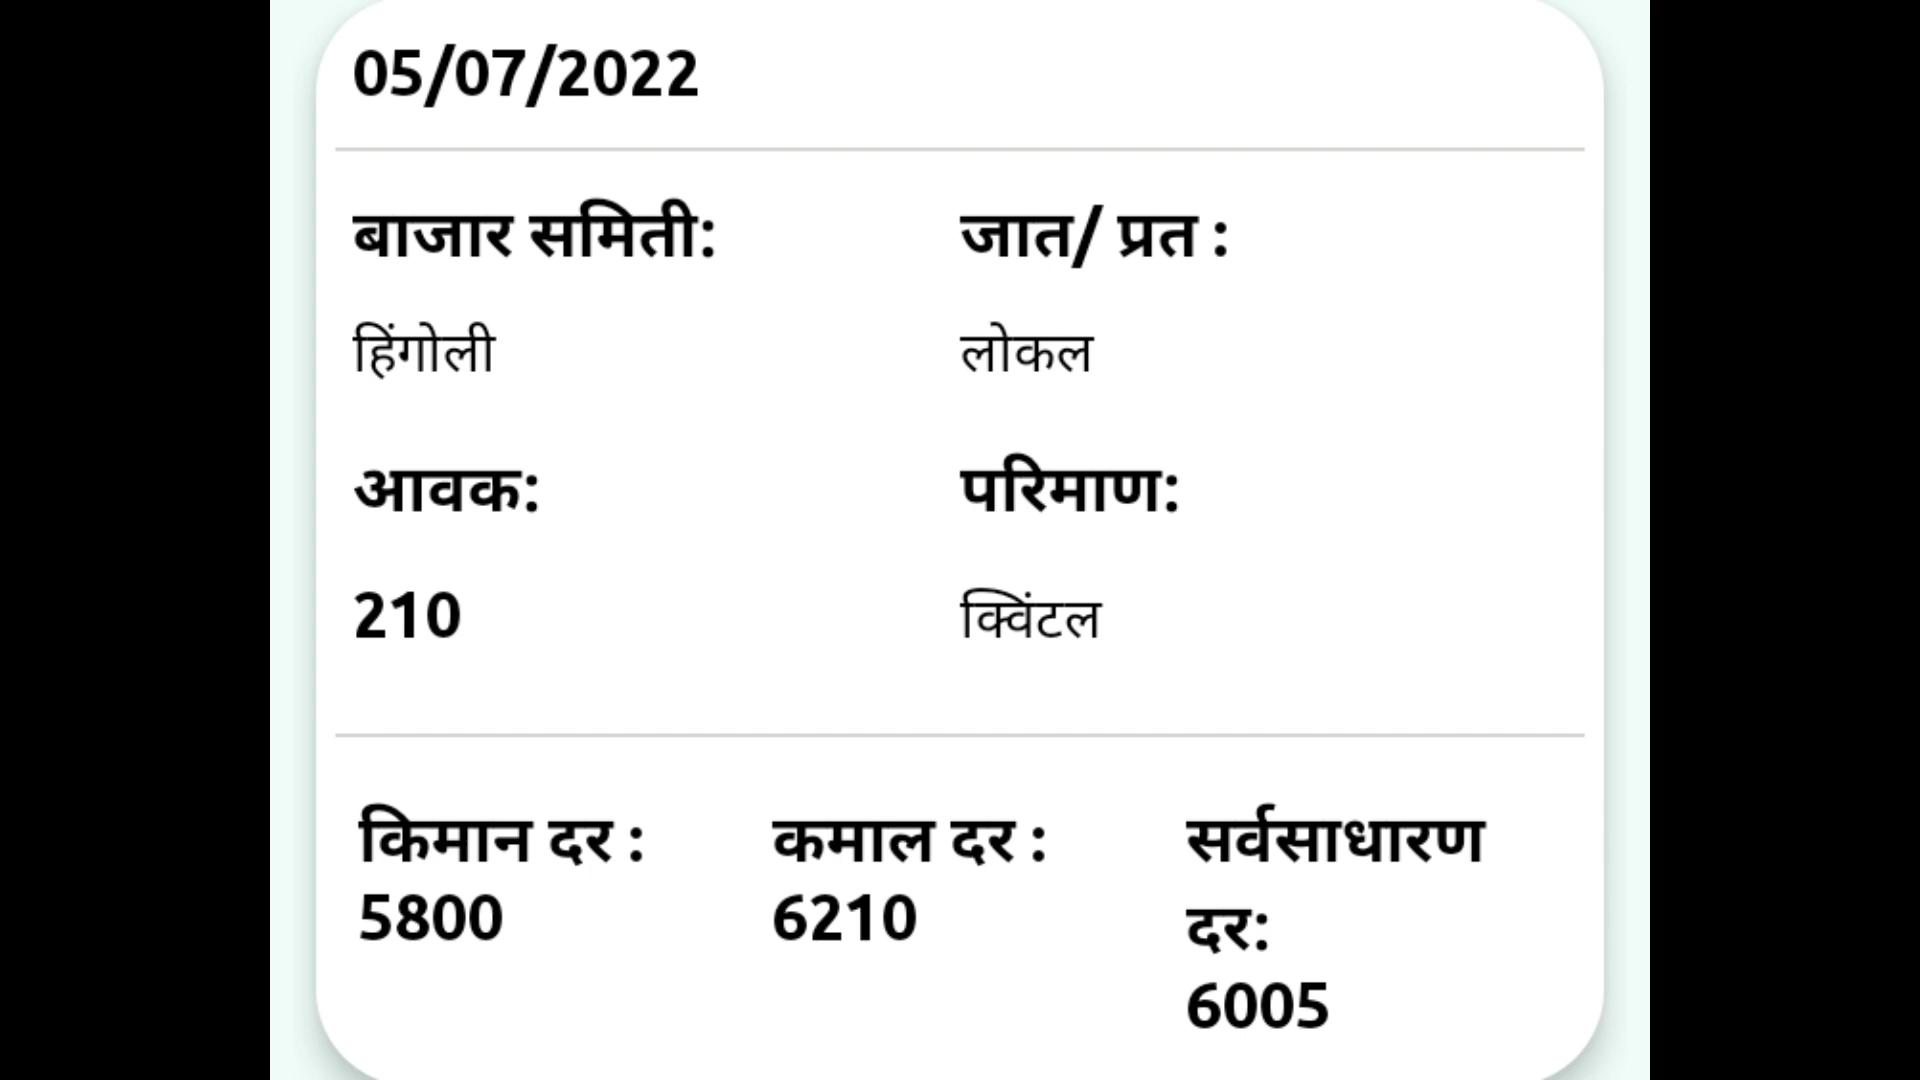 05/07/2022
बाजार समिती:
जात/ प्रत :
हिंगोली
लोकल
आवक:
परिमाण:
210
क्विंटल
किमान दर :
5800
कमाल दर :
6210
सर्वसाधारण
दर:
6005